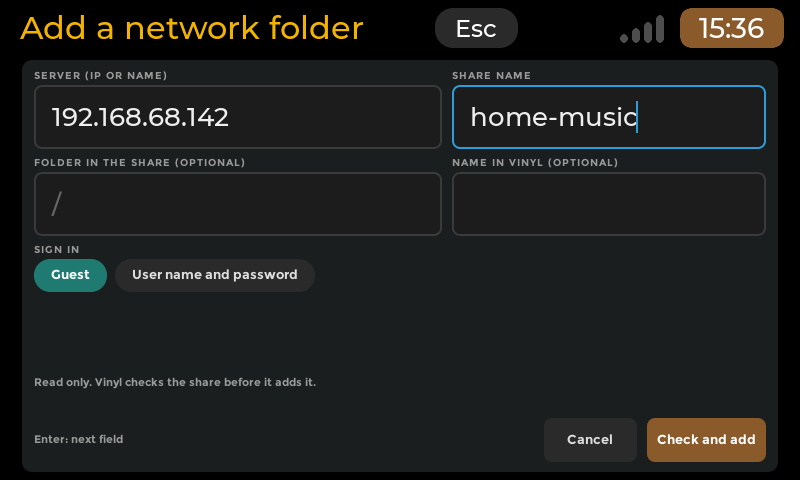 Add a network folder
Esc
15:36
SERVER (IP OR NAME)
SHARE NAME
192.168.68.142
home-music
FOLDER IN THE SHARE (OPTIONAL)
NAME IN VINYL (OPTIONAL)
/
SIGN IN
Guest
User name and password
Read only. Vinyl checks the share before it adds it.
Enter: next field
Cancel
Check and add